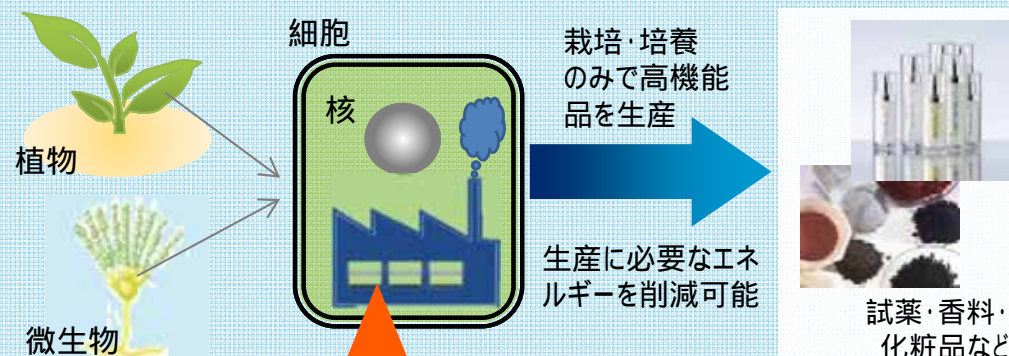 植物
微生物
細胞
核
栽培・培養
のみで高機能
品を生産
生産に必要なエネ
ルギーを削減可能
試薬・香料・
化粧品など